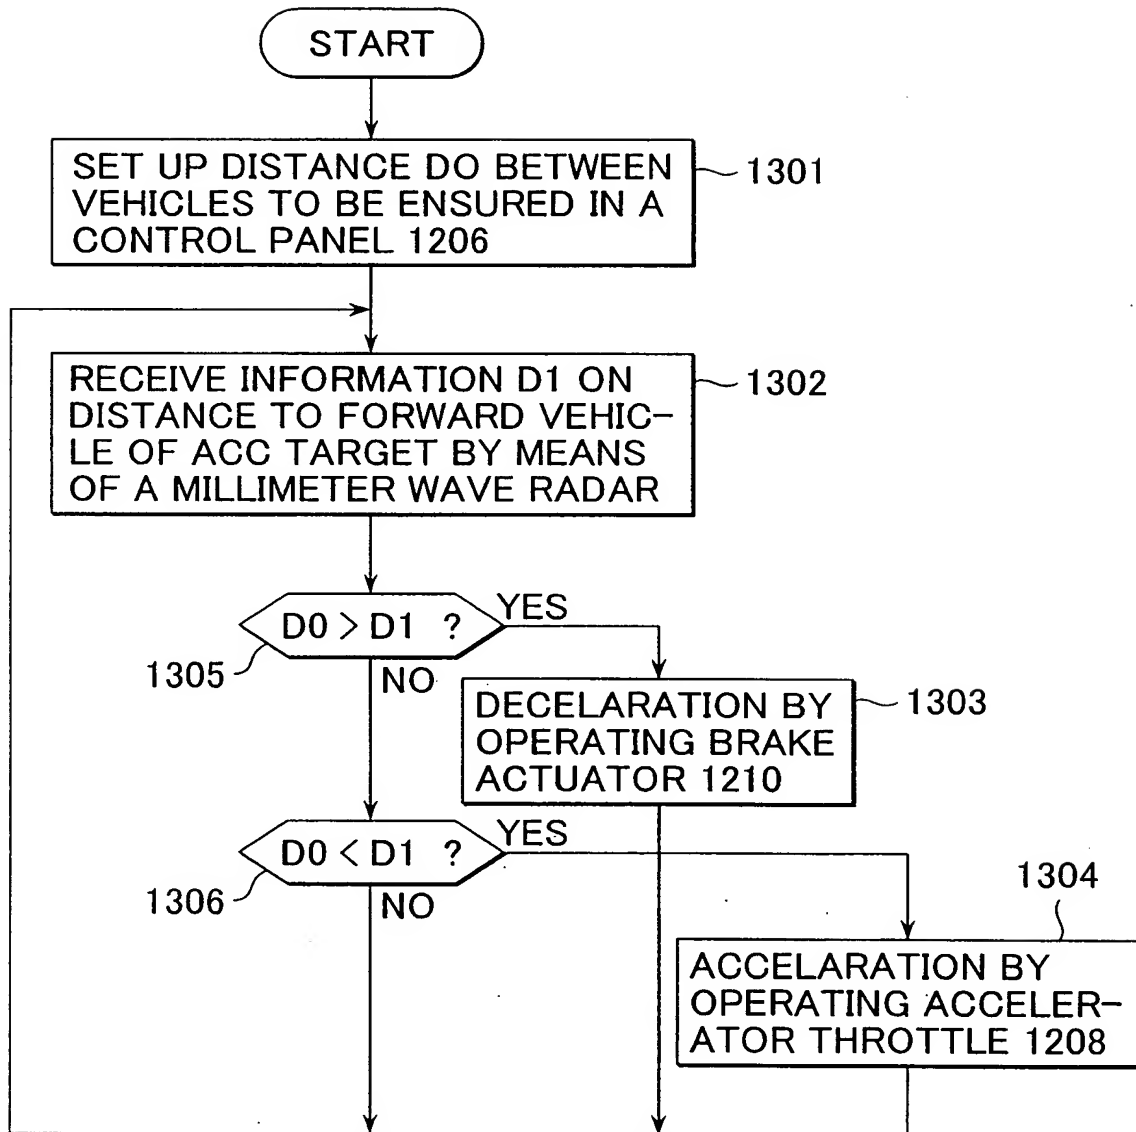 START
SET UP DISTANCE DO BETWEEN
VEHICLES TO BE ENSURED IN A
CONTROL PANEL 1206
1301
RECEIVE INFORMATION D1 ON
DISTANCE TO FORWARD VEHIC-
LE OF ACC TARGET BY MEANS
OF A MILLIMETER WAVE RADAR
1302
D0 > D1 ?
YES
1305
NO
DECELARATION BY
OPERATING BRAKE
ACTUATOR 1210
1303
D0 < D1 ?
YES
1306
NO
1304
ACCELARATION BY
OPERATING ACCELER-
ATOR THROTTLE 1208